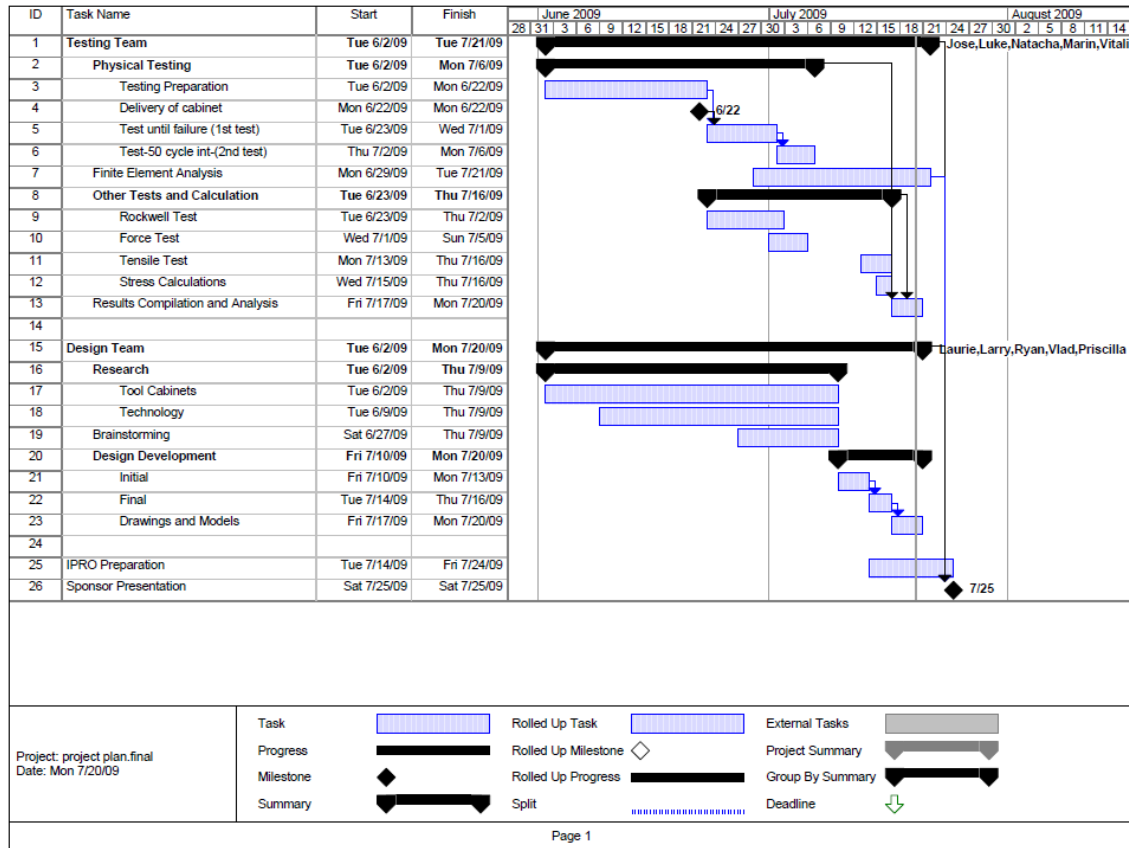 ID Task Name Start Finish June 2009 July 2009 August 2009
28 31 3 6 9 12 15 18 21 24 27 30 3 6 9 12 15 18 21 24 27 30 2 5 8 11 14
1 Testing Team Tue 6/2/09 Tue 7/21/09 Jose,Luke,Natacha,Marin,Vitali
2 Physical Testing Tue 6/2/09 Mon 7/6/09
3 Testing Preparation Tue 6/2/09 Mon 6/22/09
4 Delivery of cabinet Mon 6/22/09 Mon 6/22/09 6/22
5 Test until failure (1st test) Tue 6/23/09 Wed 7/1/09
6 Test-50 cycle int-(2nd test) Thu 7/2/09 Mon 7/6/09
7 Finite Element Analysis Mon 6/29/09 Tue 7/21/09
8 Other Tests and Calculation Tue 6/23/09 Thu 7/16/09
9 Rockwell Test Tue 6/23/09 Thu 7/2/09
10 Force Test Wed 7/1/09 Sun 7/5/09
11 Tensile Test Mon 7/13/09 Thu 7/16/09
12 Stress Calculations Wed 7/15/09 Thu 7/16/09
13 Results Compilation and Analysis Fri 7/17/09 Mon 7/20/09
14
15 Design Team Tue 6/2/09 Mon 7/20/09 Laurie,Larry,Ryan,Vlad,Priscilla
16 Research Tue 6/2/09 Thu 7/9/09
17 Tool Cabinets Tue 6/2/09 Thu 7/9/09
18 Technology Tue 6/9/09 Thu 7/9/09
19 Brainstorming Sat 6/27/09 Thu 7/9/09
20 Design Development Fri 7/10/09 Mon 7/20/09
21 Initial Fri 7/10/09 Mon 7/13/09
22 Final Tue 7/14/09 Thu 7/16/09
23 Drawings and Models Fri 7/17/09 Mon 7/20/09
24
25 IPRO Preparation Tue 7/14/09 Fri 7/24/09
26 Sponsor Presentation Sat 7/25/09 Sat 7/25/09 7/25
Project: project plan.final
Date: Mon 7/20/09
Task Rolled Up Task External Tasks
Progress Rolled Up Milestone Project Summary
Milestone Rolled Up Progress Group By Summary
Summary Split Deadline
Page 1